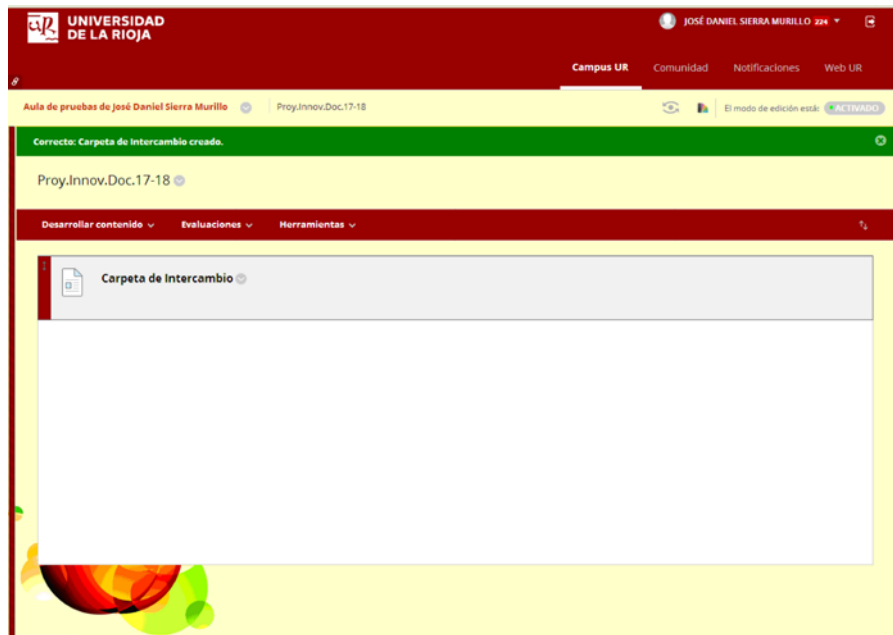 UR UNIVERSIDAD
DE LA RIOJA
JOSÉ DANIEL SIERRA MURILLO 224
Campus UR Comunidad Notificaciones Web UR
Aula de pruebas de José Daniel Sierra Murillo Proy.Innov.Doc.17-18 El modo de edición está: ACTIVADO
Correcto: Carpeta de Intercambio creado.
Proy.Innov.Doc.17-18
Desarrollar contenido Evaluaciones Herramientas
Carpeta de Intercambio